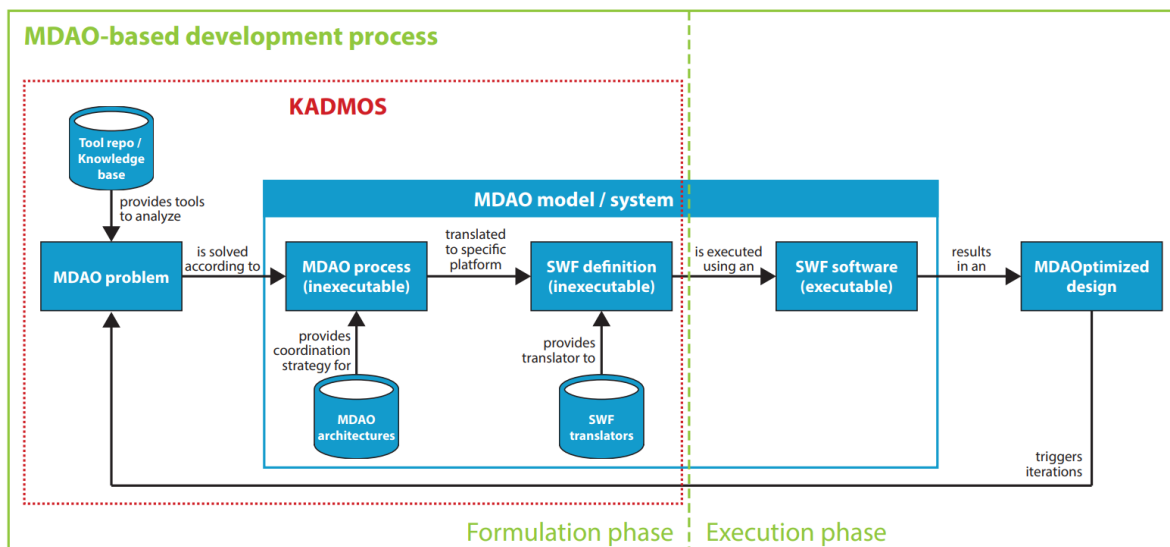 MDAO-based development process
KADMOS
Tool repo /
Knowledge
base
provides tools
to analyze
MDAO model / system
MDAO problem
is solved
according to
MDAO process
(inexecutable)
translated
to specific
platform
SWF definition
(inexecutable)
is executed
using an
SWF software
(executable)
results
in an
MDAOptimized
design
provides
coordination
strategy for
MDAO
architectures
provides
translator to
SWF
translators
triggers
iterations
Formulation phase
Execution phase